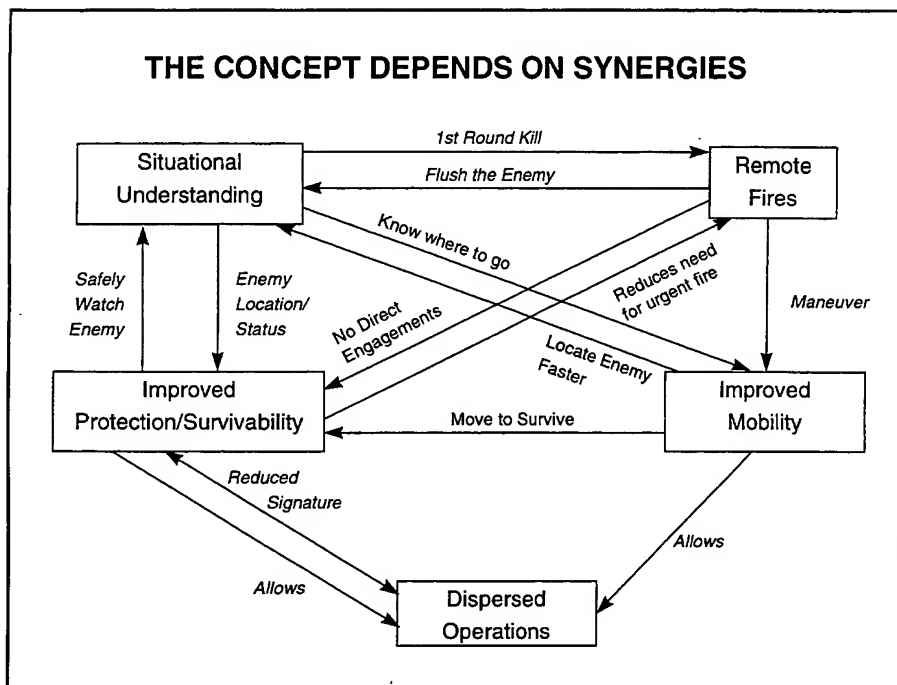 THE CONCEPT DEPENDS ON SYNERGIES
1st Round Kill
Situational
Understanding
Remote
Fires
Flush the Enemy
Know where to go
Reduces need
for urgent fire
Safely
Watch
Enemy
Enemy
Location/
Status
Maneuver
No Direct
Engagements
Locate Enemy
Faster
Improved
Protection/Survivability
Improved
Mobility
Move to Survive
Reduced
Signature
Allows
Allows
Dispersed
Operations